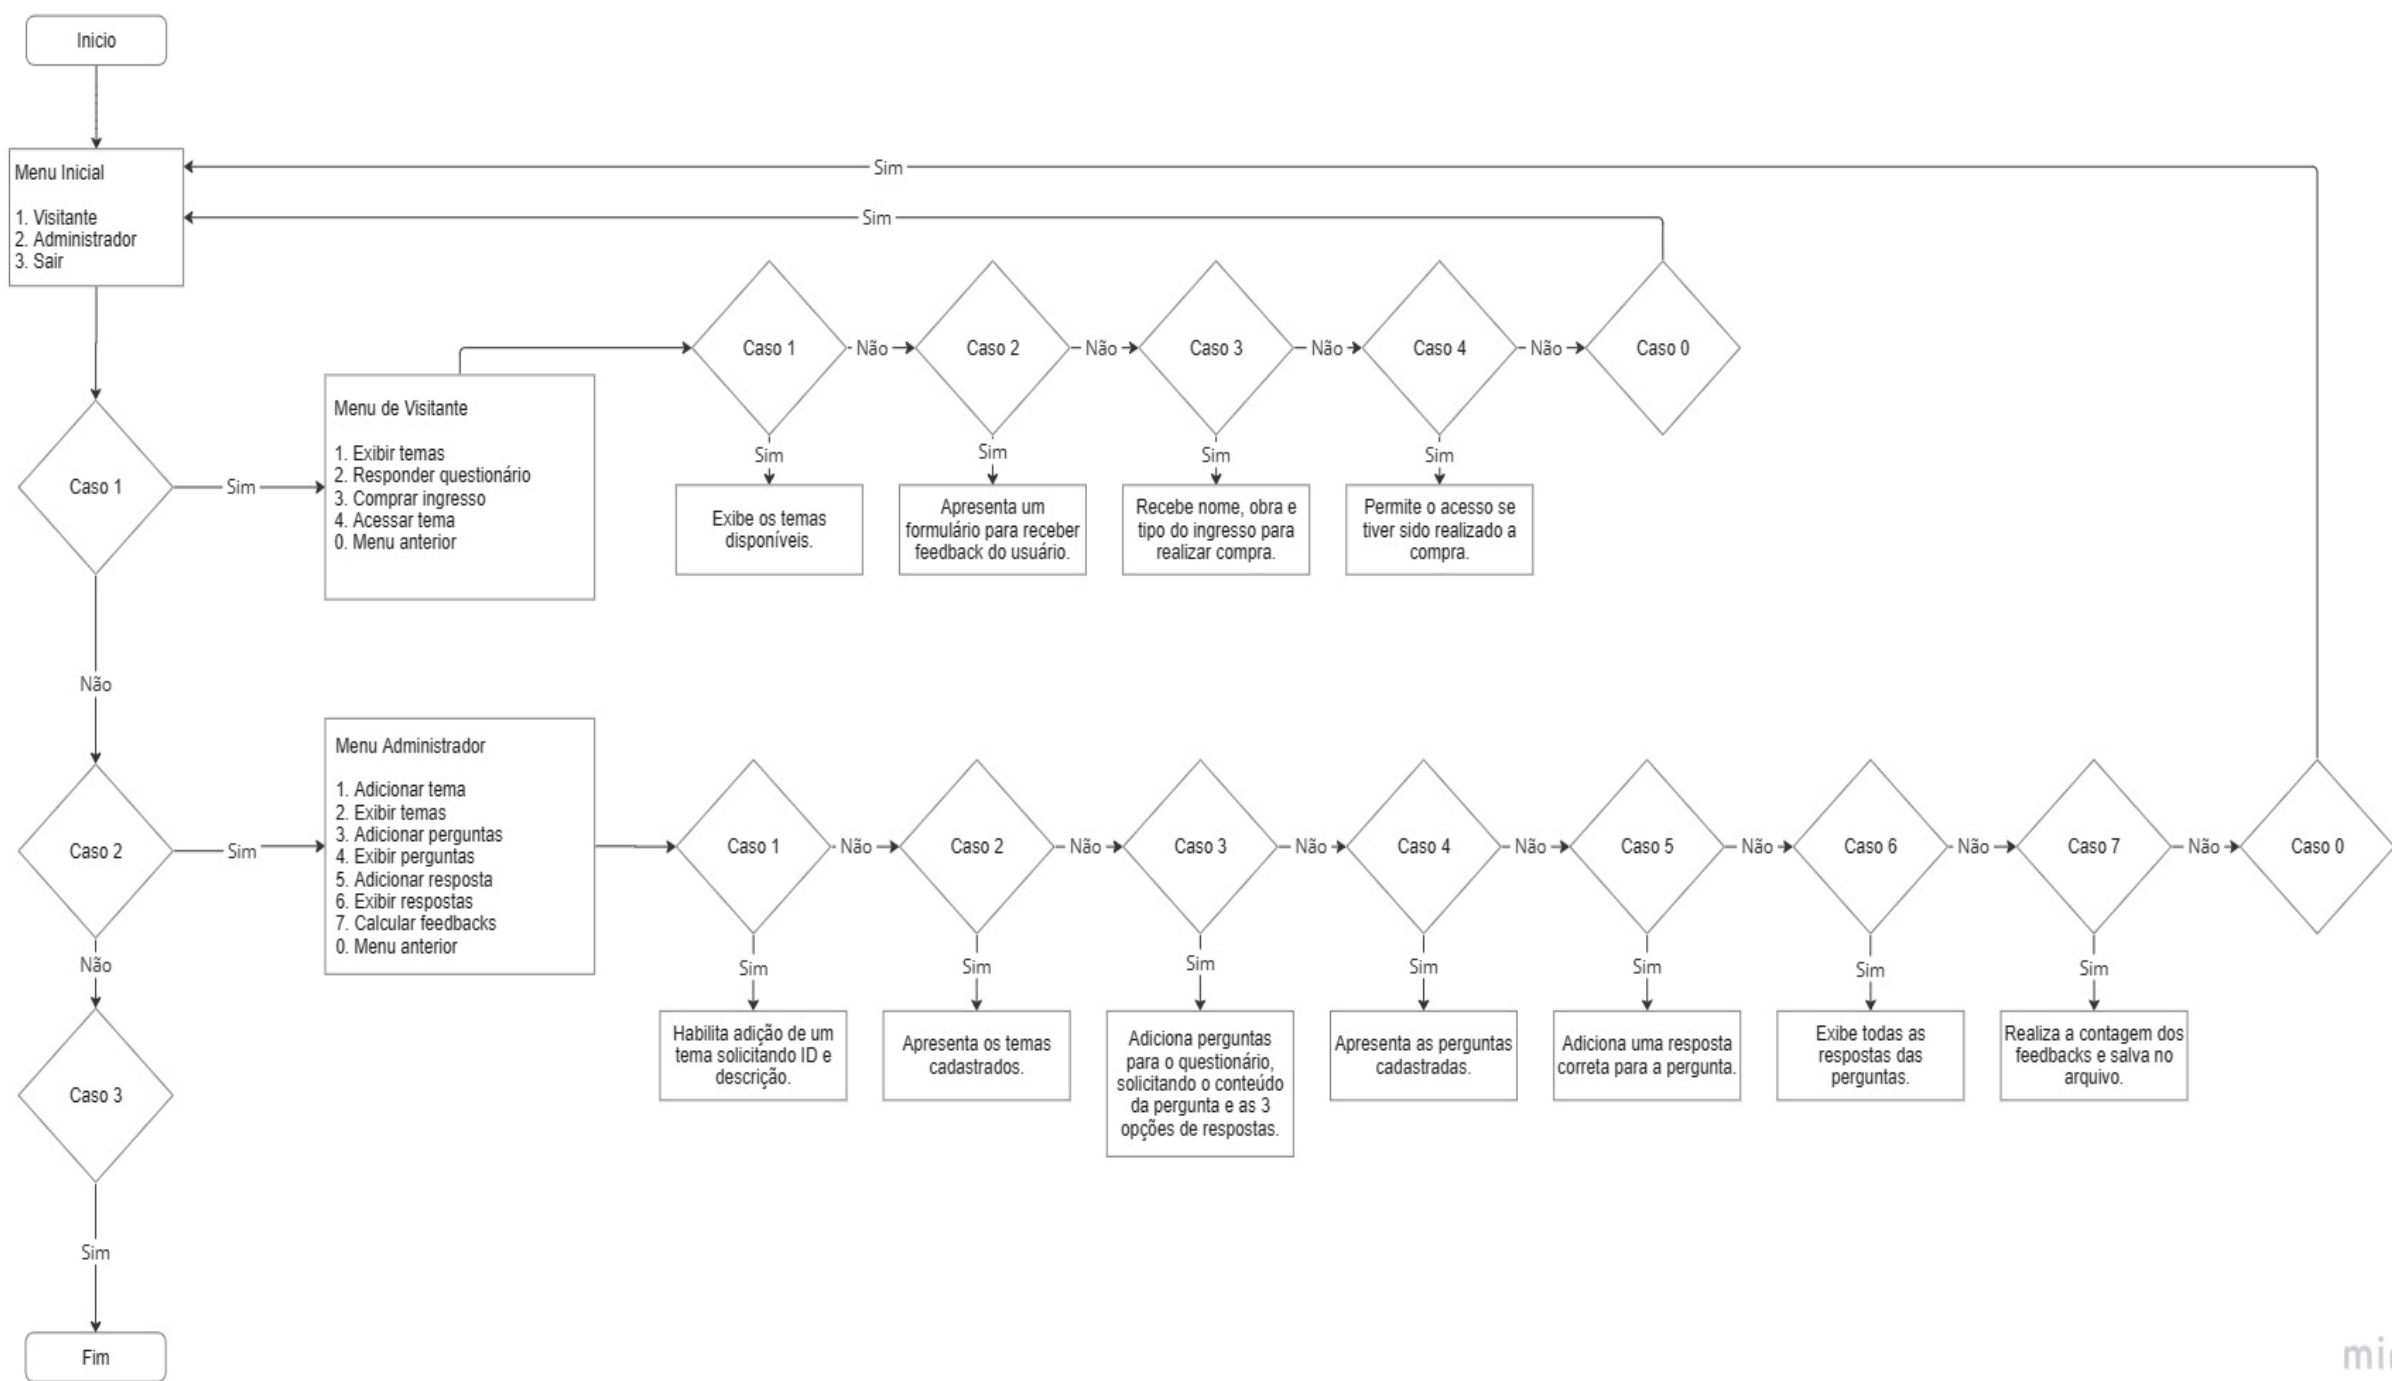 Inicio
Menu Inicial
1. Visitante
2. Administrador
3. Sair
Sim
Sim
Caso 1
Não
Caso 2
Não
Caso 3
Não
Caso 4
Não
Caso 0
Menu de Visitante
1. Exibir temas
2. Responder questionário
3. Comprar ingresso
4. Acessar tema
0. Menu anterior
Caso 1
Sim
Sim
Sim
Sim
Sim
Exibe os temas
disponíveis.
Apresenta um
formulário para receber
feedback do usuário.
Recebe nome, obra e
tipo do ingresso para
realizar compra.
Permite o acesso se
tiver sido realizado a
compra.
Não
Caso 2
Sim
Menu Administrador
1. Adicionar tema
2. Exibir temas
3. Adicionar perguntas
4. Exibir perguntas
5. Adicionar resposta
6. Exibir respostas
7. Calcular feedbacks
0. Menu anterior
Caso 1
Não
Caso 2
Não
Caso 3
Não
Caso 4
Não
Caso 5
Não
Caso 6
Não
Caso 7
Não
Caso 0
Não
Sim
Sim
Sim
Sim
Sim
Sim
Sim
Habilita adição de um
tema solicitando ID e
descrição.
Apresenta os temas
cadastrados.
Adiciona perguntas
para o questionário,
solicitando o conteúdo
da pergunta e as 3
opções de respostas.
Apresenta as perguntas
cadastradas.
Adiciona uma resposta
correta para a pergunta.
Exibe todas as
respostas das
perguntas.
Realiza a contagem dos
feedbacks e salva no
arquivo.
Caso 3
Sim
Fim